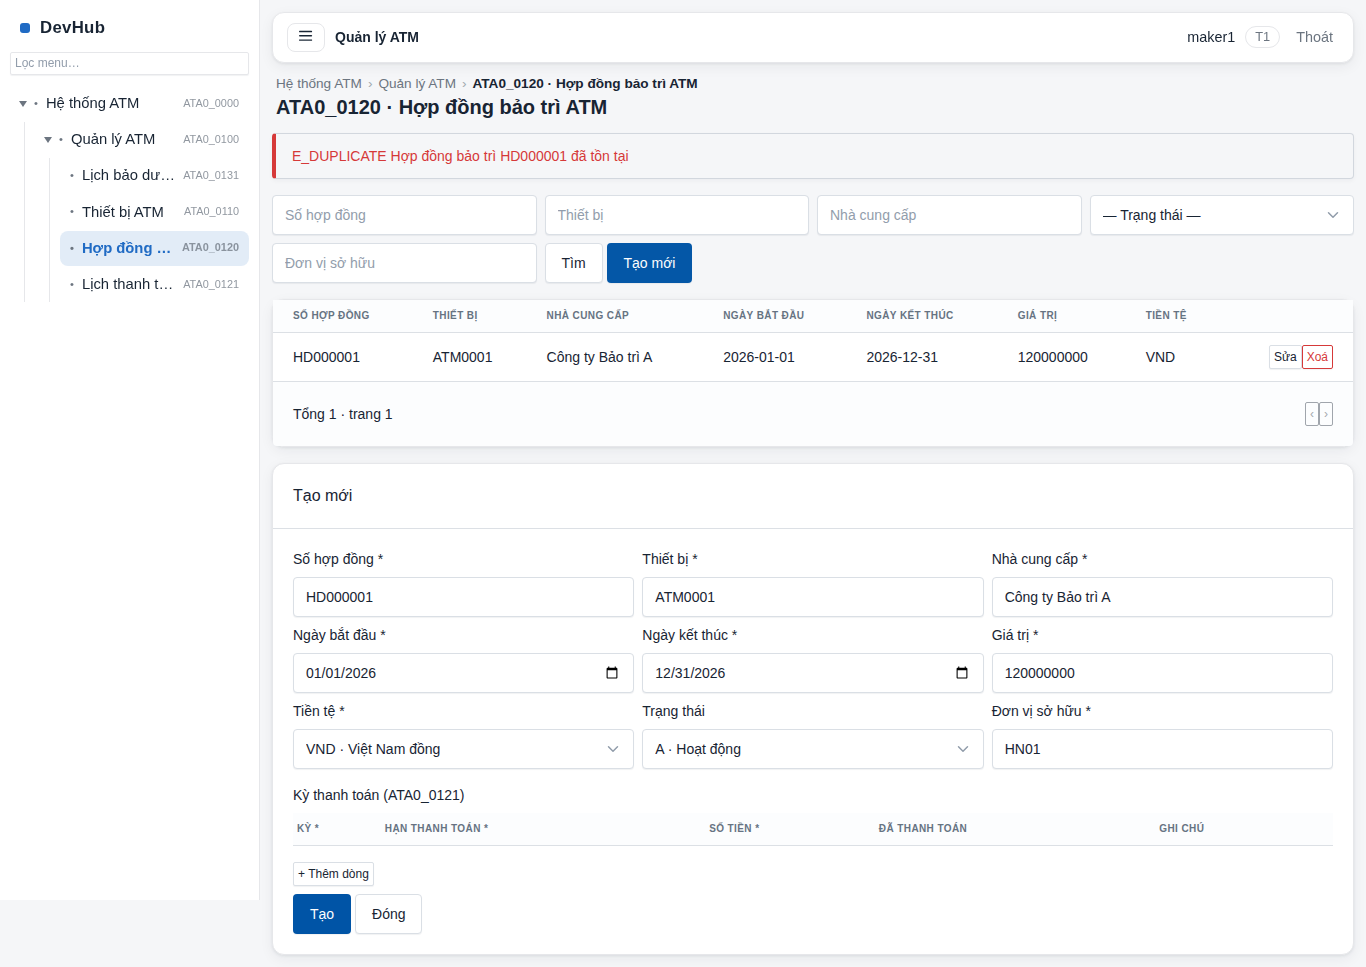 DevHub
Lọc menu…
Hệ thống ATM ATA0_0000
Quản lý ATM ATA0_0100
Lịch bảo dư… ATA0_0131
Thiết bị ATM ATA0_0110
Hợp đồng … ATA0_0120
Lịch thanh t… ATA0_0121
Quản lý ATM
maker1 T1 Thoát
Hệ thống ATM › Quản lý ATM › ATA0_0120 · Hợp đồng bảo trì ATM
ATA0_0120 · Hợp đồng bảo trì ATM
E_DUPLICATE Hợp đồng bảo trì HD000001 đã tồn tại
Số hợp đồng Thiết bị Nhà cung cấp — Trạng thái —
Đơn vị sở hữu Tìm Tạo mới
SỐ HỢP ĐỒNG THIẾT BỊ NHÀ CUNG CẤP NGÀY BẮT ĐẦU NGÀY KẾT THÚC GIÁ TRỊ TIỀN TỆ
HD000001 ATM0001 Công ty Bảo trì A 2026-01-01 2026-12-31 120000000 VND Sửa Xoá
Tổng 1 · trang 1 ‹ ›
Tạo mới
Số hợp đồng * Thiết bị * Nhà cung cấp *
HD000001 ATM0001 Công ty Bảo trì A
Ngày bắt đầu * Ngày kết thúc * Giá trị *
01/01/2026 12/31/2026 120000000
Tiền tệ * Trạng thái Đơn vị sở hữu *
VND · Việt Nam đồng A · Hoạt động HN01
Kỳ thanh toán (ATA0_0121)
KỲ * HẠN THANH TOÁN * SỐ TIỀN * ĐÃ THANH TOÁN GHI CHÚ
+ Thêm dòng
Tạo Đóng